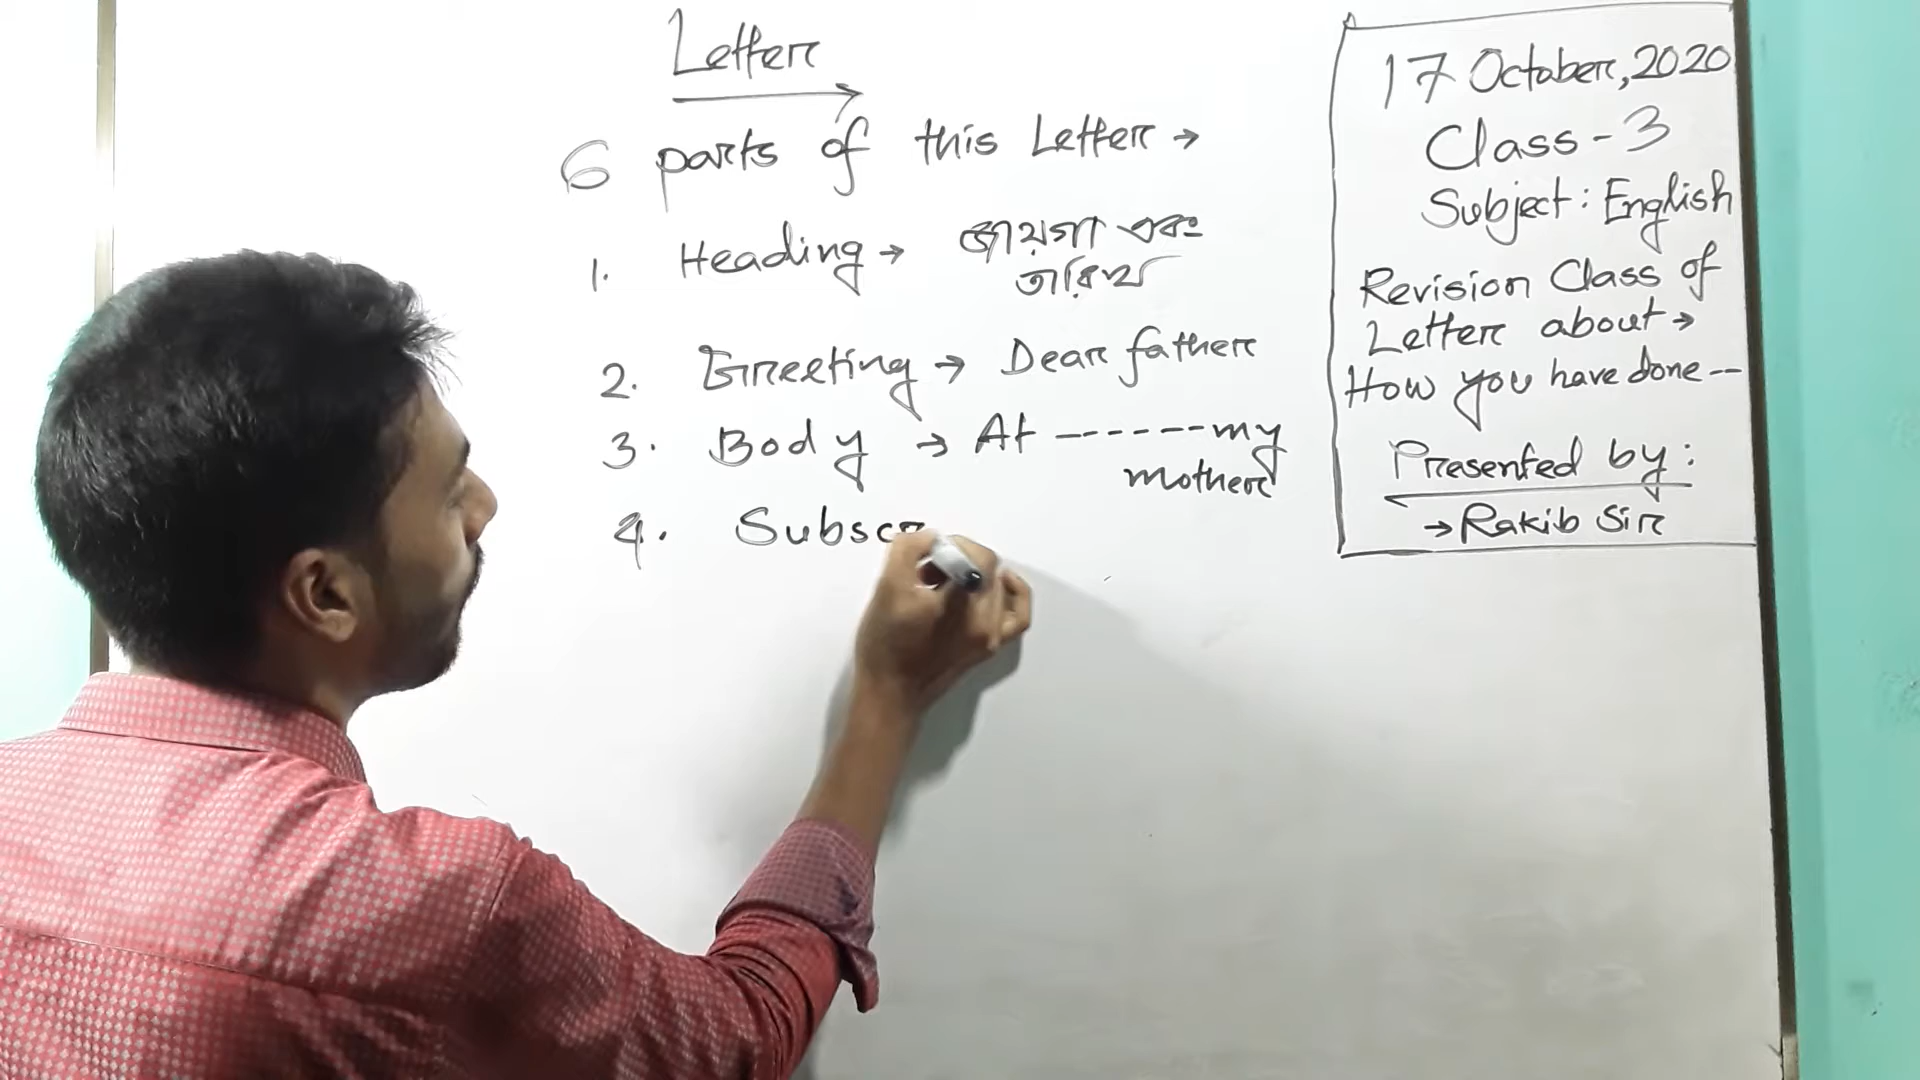 Letter
6 parts of this Letter →
1. Heading → জায়গা এবং
তারিখ
2. Greeting → Dear father
3. Body → At ------- my
mother
4. Subscr
17 October, 2020
Class - 3
Subject: English
Revision Class of
Letter about →
How you have done --
Presented by:
→ Rakib Sir